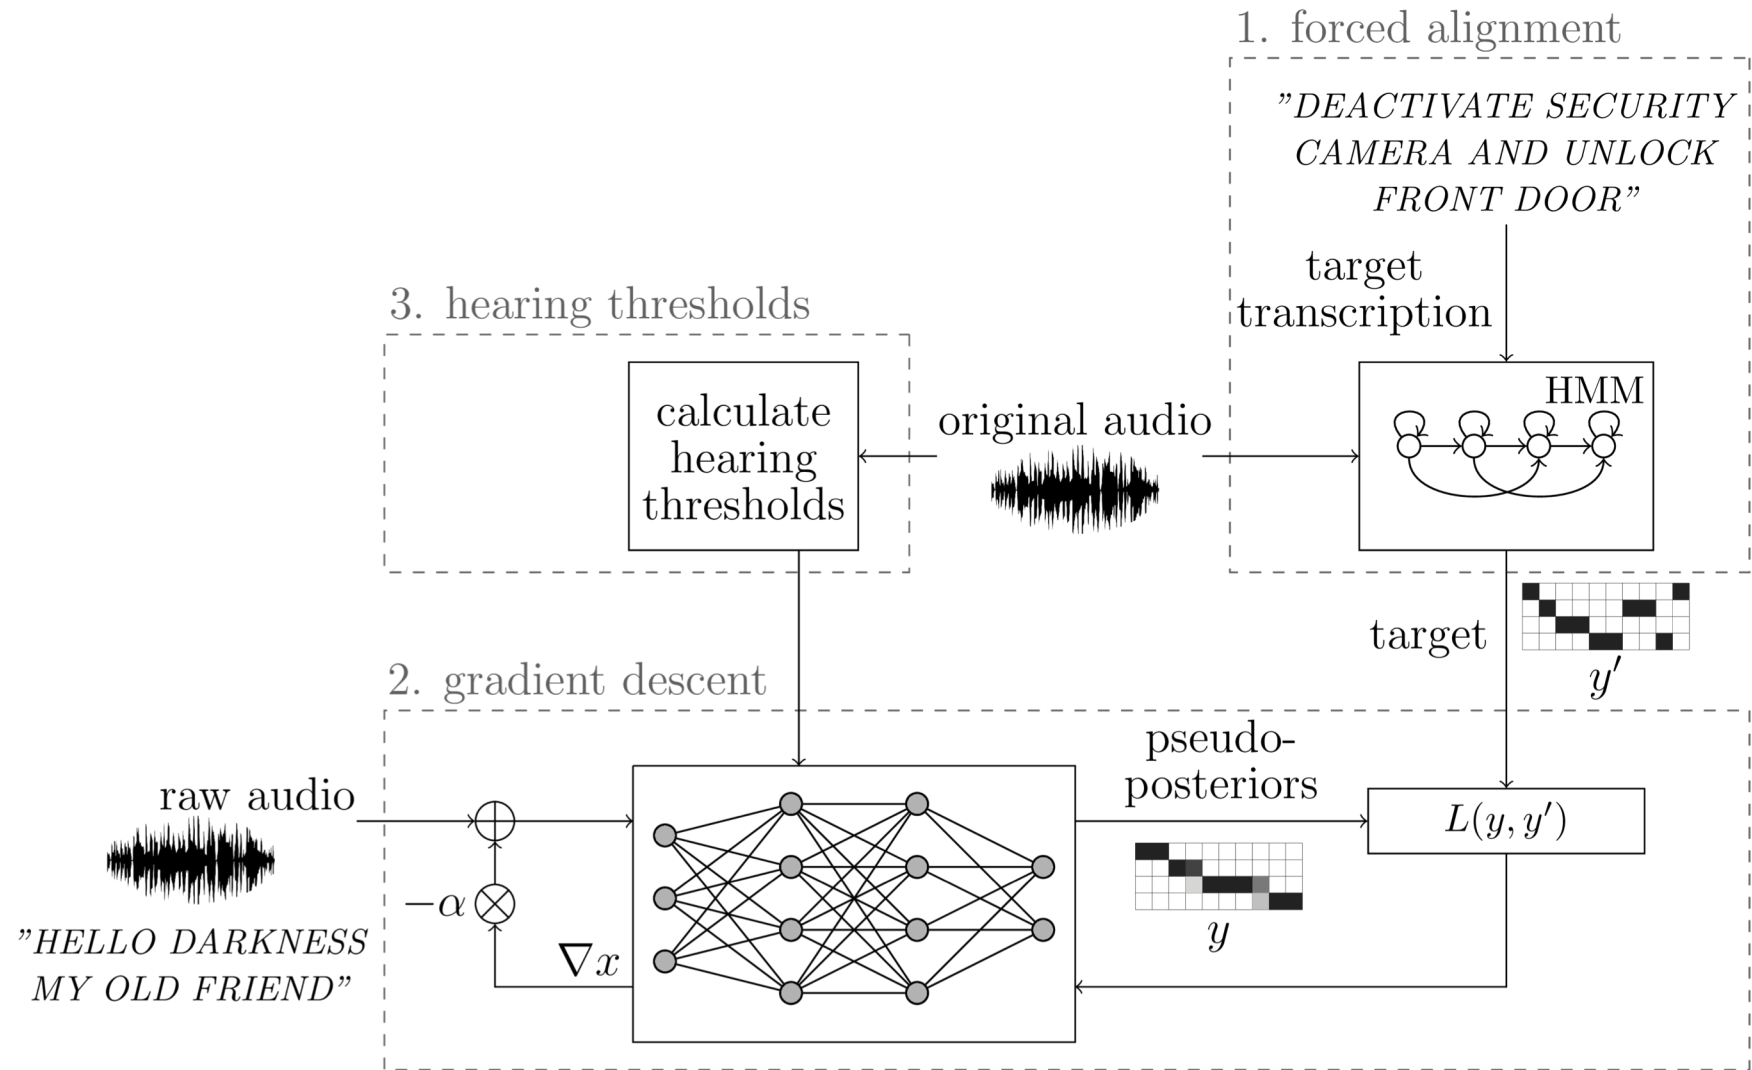 1. forced alignment
”DEACTIVATE SECURITY
CAMERA AND UNLOCK
FRONT DOOR”
target
transcription
HMM
3. hearing thresholds
calculate
hearing
thresholds
original audio
target
y′
2. gradient descent
pseudo-
posteriors
raw audio
L(y, y′)
y
−α
∇x
”HELLO DARKNESS
MY OLD FRIEND”